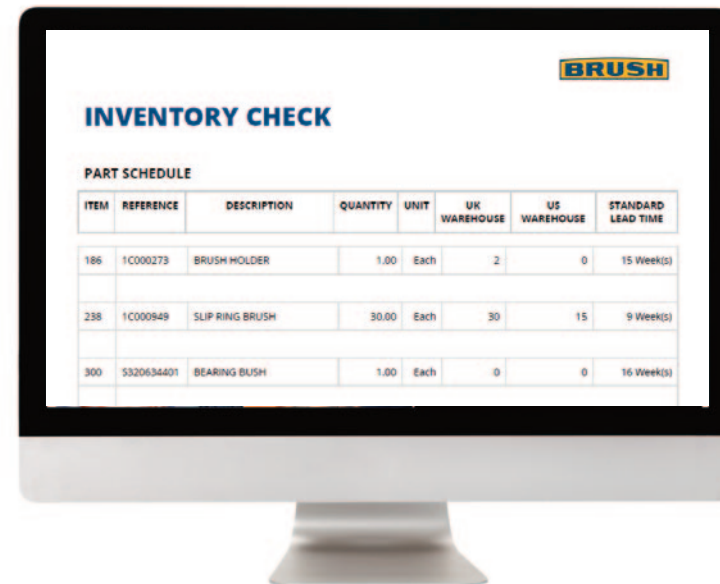 BRUSH
INVENTORY CHECK
PART SCHEDULE
ITEM REFERENCE DESCRIPTION QUANTITY UNIT UK WAREHOUSE US WAREHOUSE STANDARD LEAD TIME
186 1C000273 BRUSH HOLDER 1.00 Each 2 0 15 Week(s)
238 1C000949 SLIP RING BRUSH 30.00 Each 30 15 9 Week(s)
300 5320634401 BEARING BUSH 1.00 Each 0 0 16 Week(s)